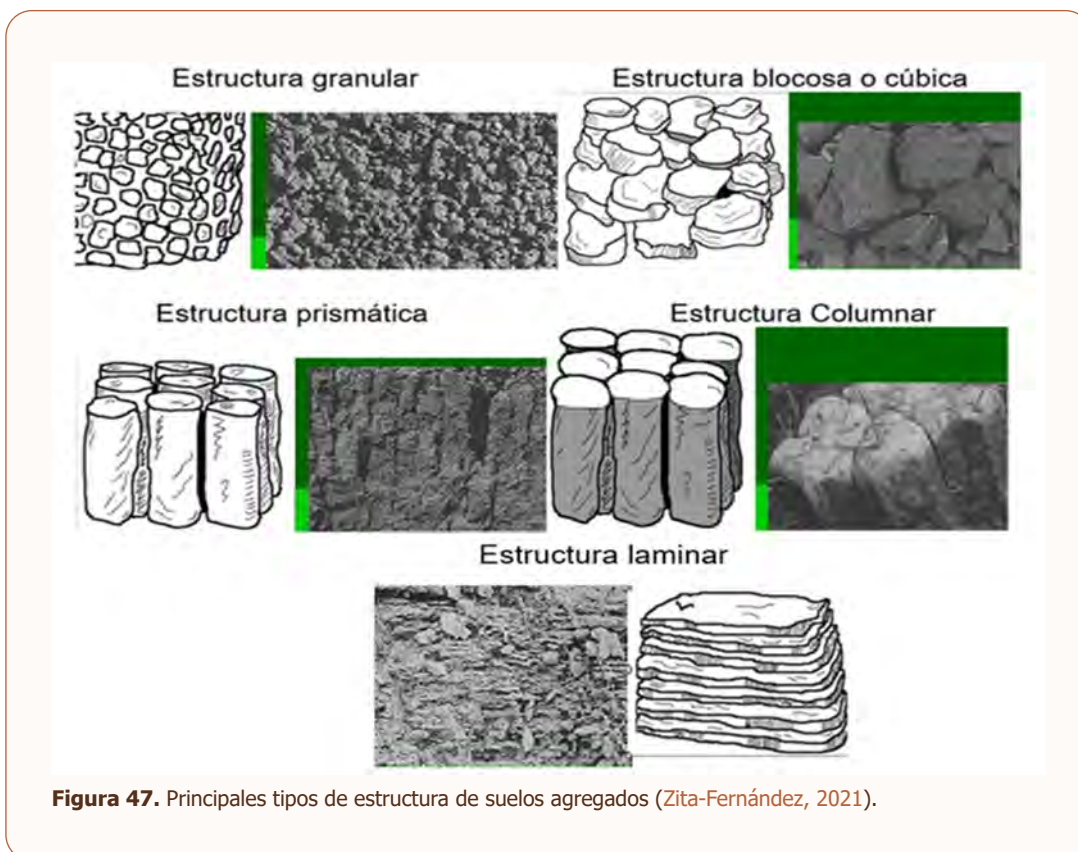 Estructura granular
Estructura blocosa o cúbica
Estructura prismática
Estructura Columnar
Estructura laminar
Figura 47. Principales tipos de estructura de suelos agregados (Zita-Fernández, 2021).